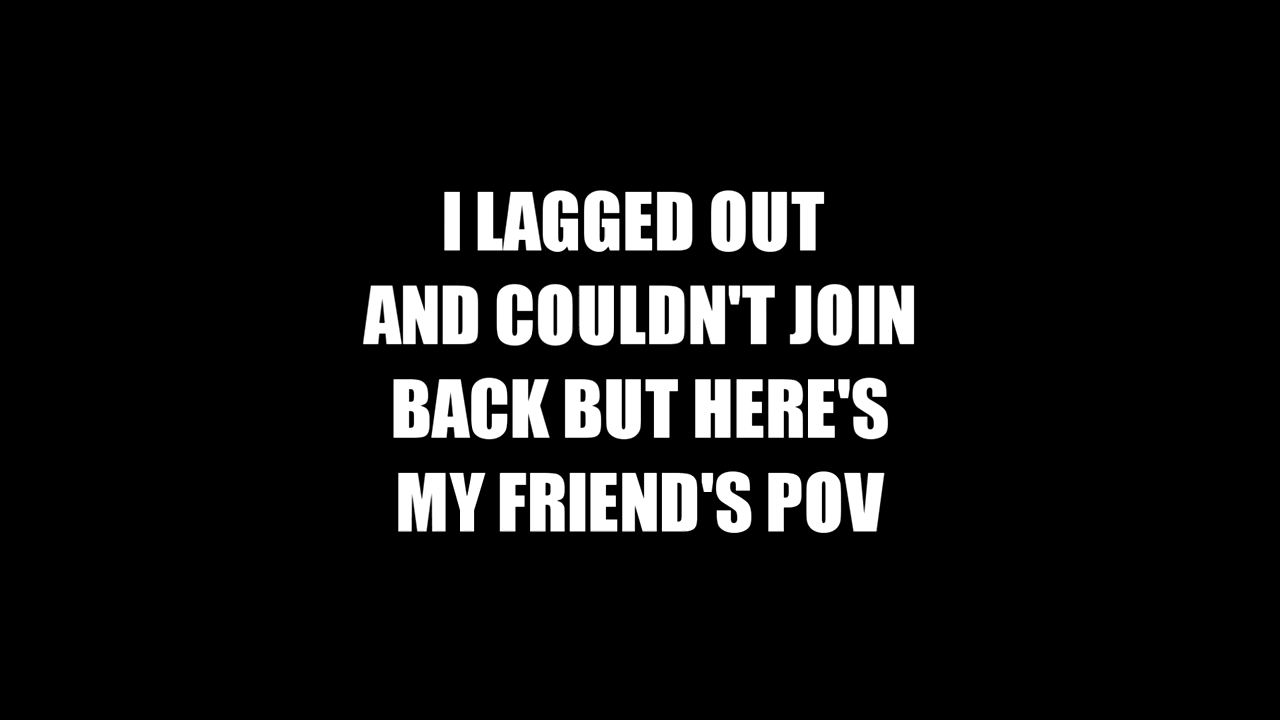 I LAGGED OUT
AND COULDN'T JOIN
BACK BUT HERE'S
MY FRIEND'S POV